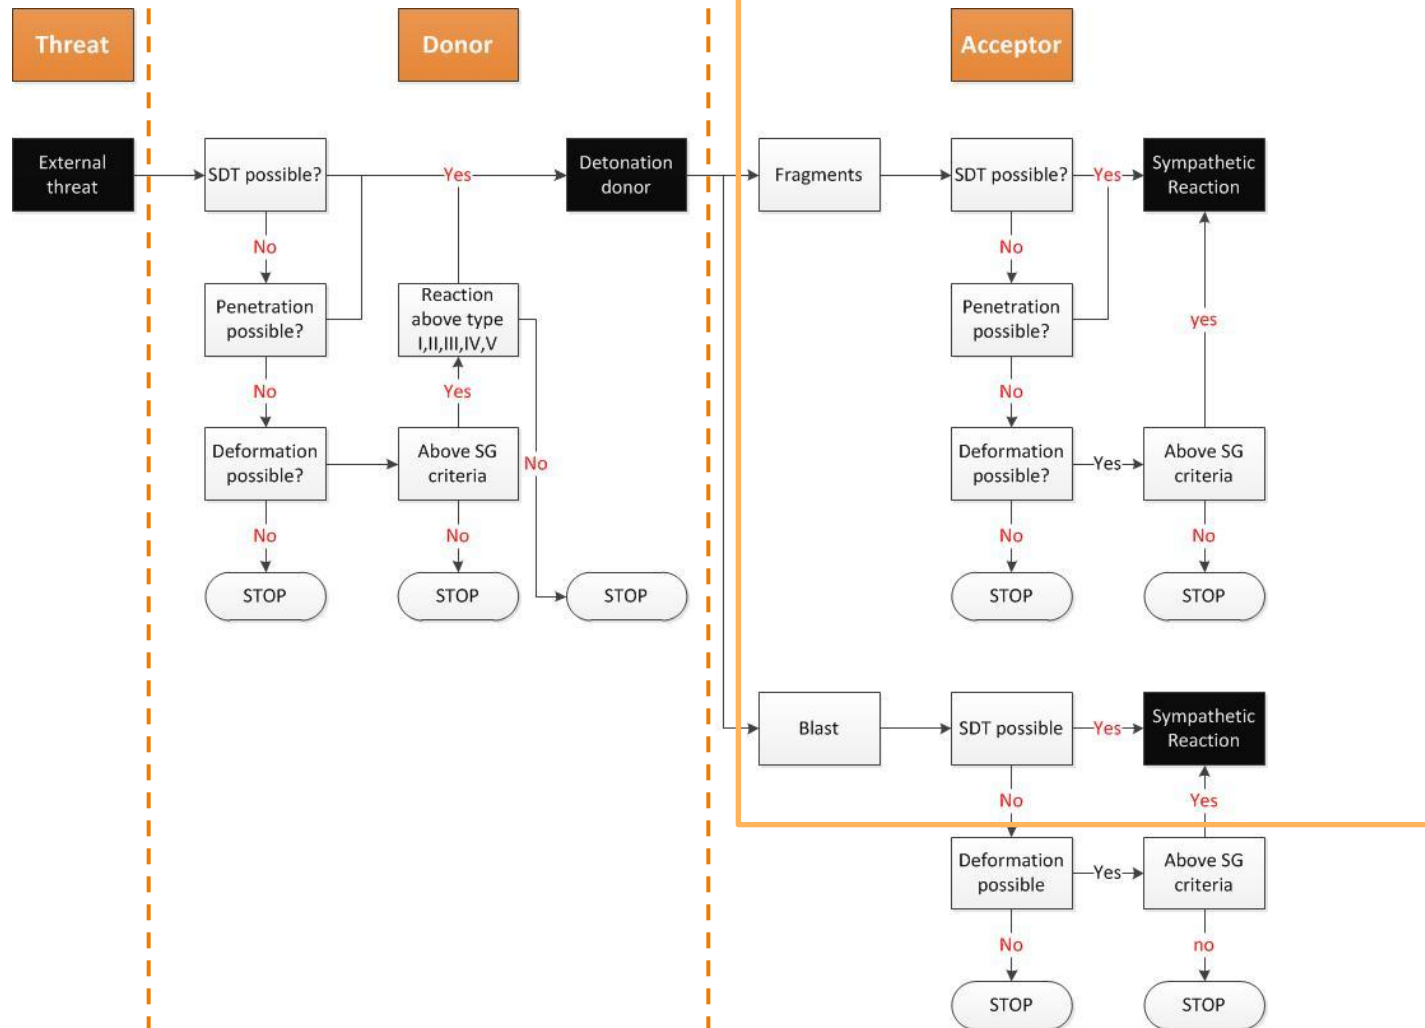 Threat
Donor
Acceptor
External
threat
SDT possible?
Yes
Detonation
donor
Fragments
SDT possible?
Yes
Sympathetic
Reaction
No
No
Penetration
possible?
Reaction
above type
I,II,III,IV,V
Penetration
possible?
yes
No
Yes
No
Deformation
possible?
Above SG
criteria
No
Deformation
possible?
Yes
Above SG
criteria
No
No
No
No
STOP
STOP
STOP
STOP
STOP
Blast
SDT possible
Yes
Sympathetic
Reaction
No
Yes
Deformation
possible
Yes
Above SG
criteria
No
no
STOP
STOP